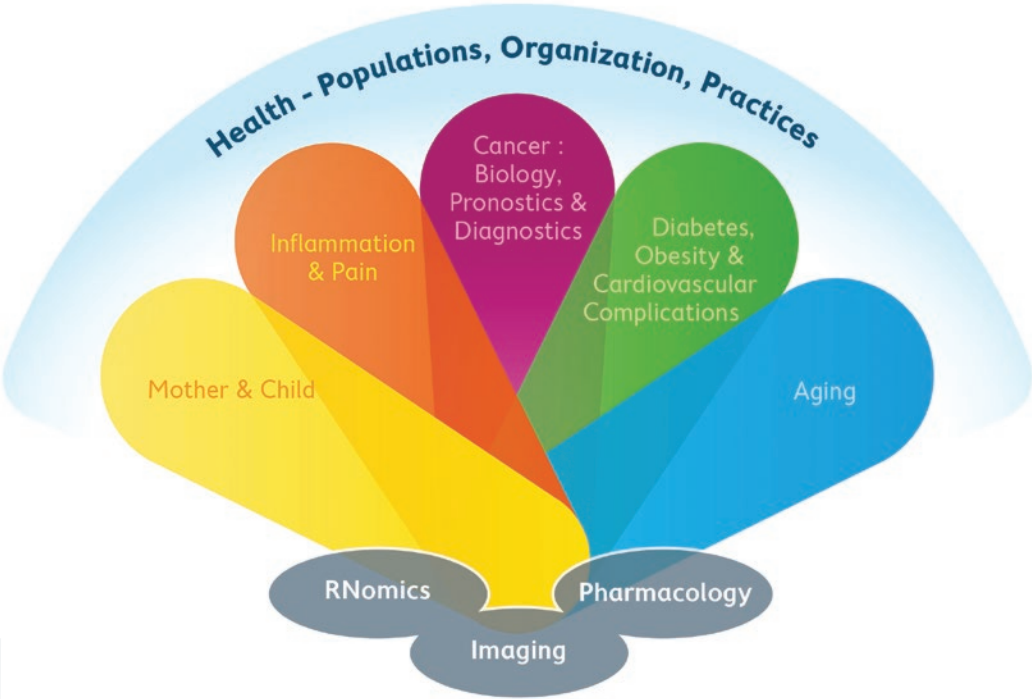 Health - Populations, Organization, Practices
Cancer :
Biology,
Pronostics &
Diagnostics
Inflammation
& Pain
Diabetes,
Obesity &
Cardiovascular
Complications
Mother & Child
Aging
RNomics
Pharmacology
Imaging